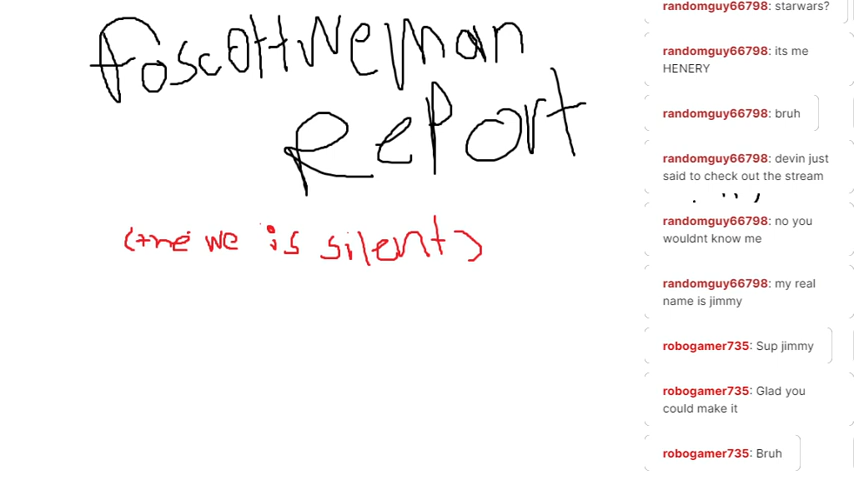 foscottweman
RePort
(the we is silent)
randomguy66798: starwars?
randomguy66798: its me
HENERY
randomguy66798: bruh
randomguy66798: devin just
said to check out the stream
randomguy66798: no you
wouldnt know me
randomguy66798: my real
name is jimmy
robogamer735: Sup jimmy
robogamer735: Glad you
could make it
robogamer735: Bruh